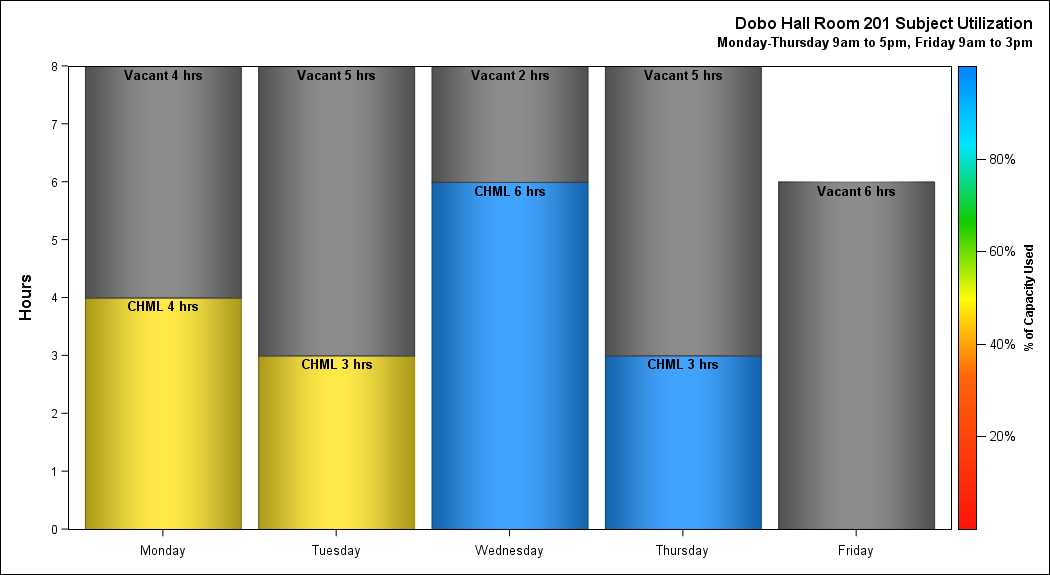 Dobo Hall Room 201 Subject Utilization
Monday-Thursday 9am to 5pm, Friday 9am to 3pm
Hours
8
7
6
5
4
3
2
1
0
Vacant 4 hrs
CHML 4 hrs
Vacant 5 hrs
CHML 3 hrs
Vacant 2 hrs
CHML 6 hrs
Vacant 5 hrs
CHML 3 hrs
Vacant 6 hrs
Monday
Tuesday
Wednesday
Thursday
Friday
80%
60%
40%
20%
% of Capacity Used